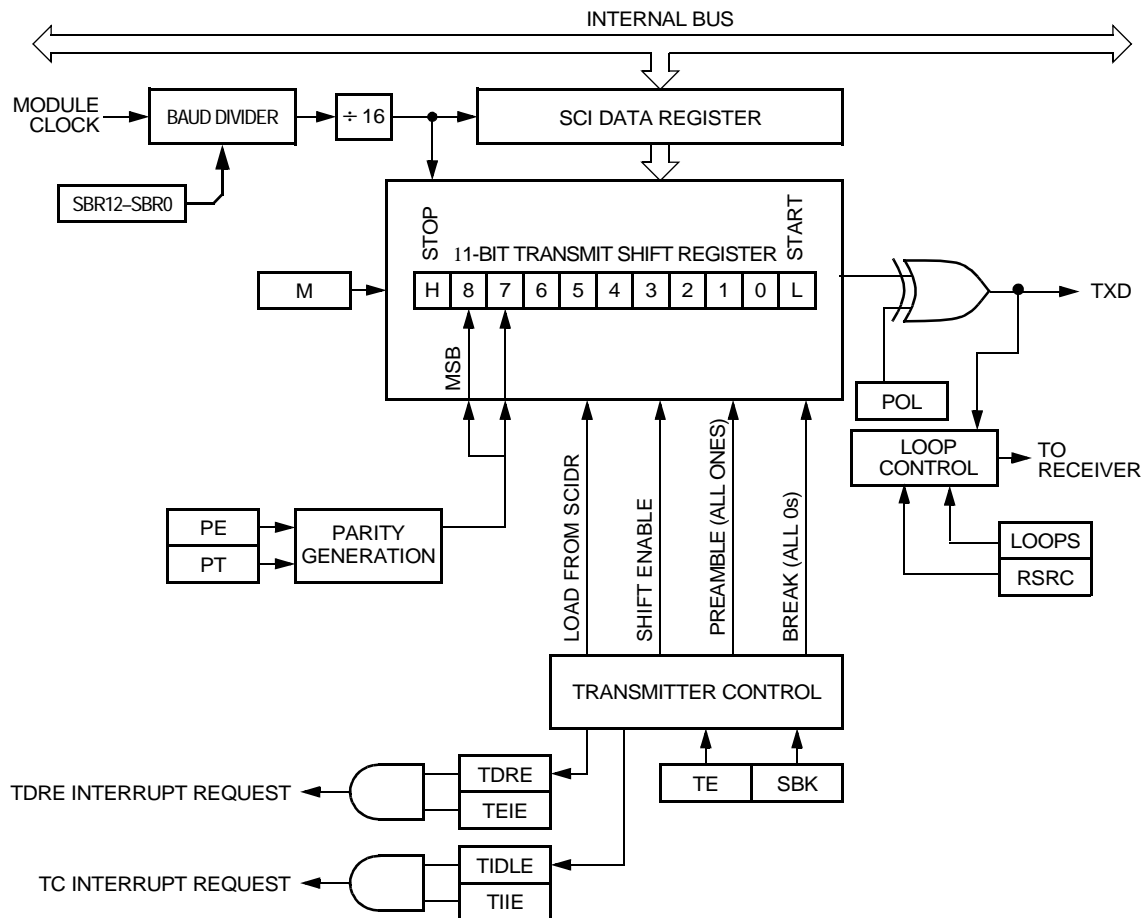 INTERNAL BUS
MODULE
CLOCK
BAUD DIVIDER
÷ 16
SCI DATA REGISTER
SBR12–SBR0
STOP
11-BIT TRANSMIT SHIFT REGISTER
START
M
H 8 7 6 5 4 3 2 1 0 L
TXD
MSB
POL
LOOP
CONTROL
TO
RECEIVER
LOAD FROM SCIDR
SHIFT ENABLE
PREAMBLE (ALL ONES)
BREAK (ALL 0s)
PE
PT
PARITY
GENERATION
LOOPS
RSRC
TRANSMITTER CONTROL
TDRE INTERRUPT REQUEST
TDRE
TEIE
TE
SBK
TC INTERRUPT REQUEST
TIDLE
TIIE